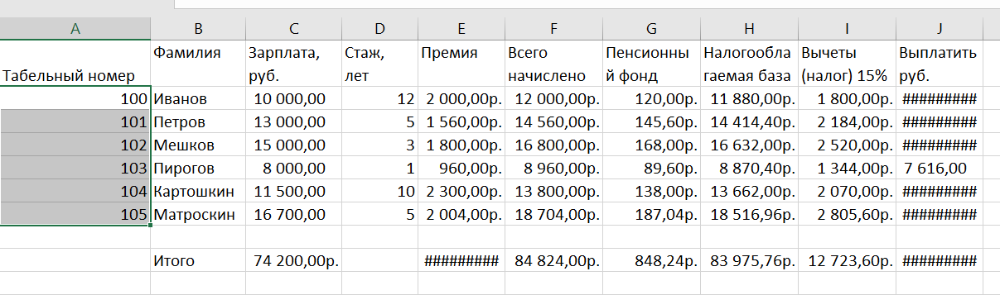 A B C D E F G H I J
Фамилия Зарплата, Стаж, Премия Всего Пенсионны Налогообла Вычеты Выплатить
Табельный номер руб. лет начислено й фонд гаемая база (налог) 15% руб.
100 Иванов 10 000,00 12 2 000,00р. 12 000,00р. 120,00р. 11 880,00р. 1 800,00р. #########
101 Петров 13 000,00 5 1 560,00р. 14 560,00р. 145,60р. 14 414,40р. 2 184,00р. #########
102 Мешков 15 000,00 3 1 800,00р. 16 800,00р. 168,00р. 16 632,00р. 2 520,00р. #########
103 Пирогов 8 000,00 1 960,00р. 8 960,00р. 89,60р. 8 870,40р. 1 344,00р. 7 616,00
104 Картошкин 11 500,00 10 2 300,00р. 13 800,00р. 138,00р. 13 662,00р. 2 070,00р. #########
105 Матроскин 16 700,00 5 2 004,00р. 18 704,00р. 187,04р. 18 516,96р. 2 805,60р. #########
Итого 74 200,00р. ######### 84 824,00р. 848,24р. 83 975,76р. 12 723,60р. #########